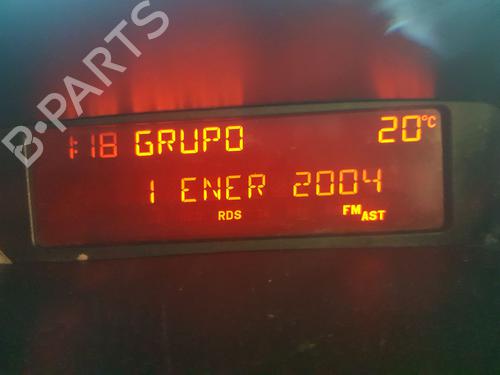 B-PARTS
1:18 GRUPO 20°C
1 ENER 2004
RDS FM AST